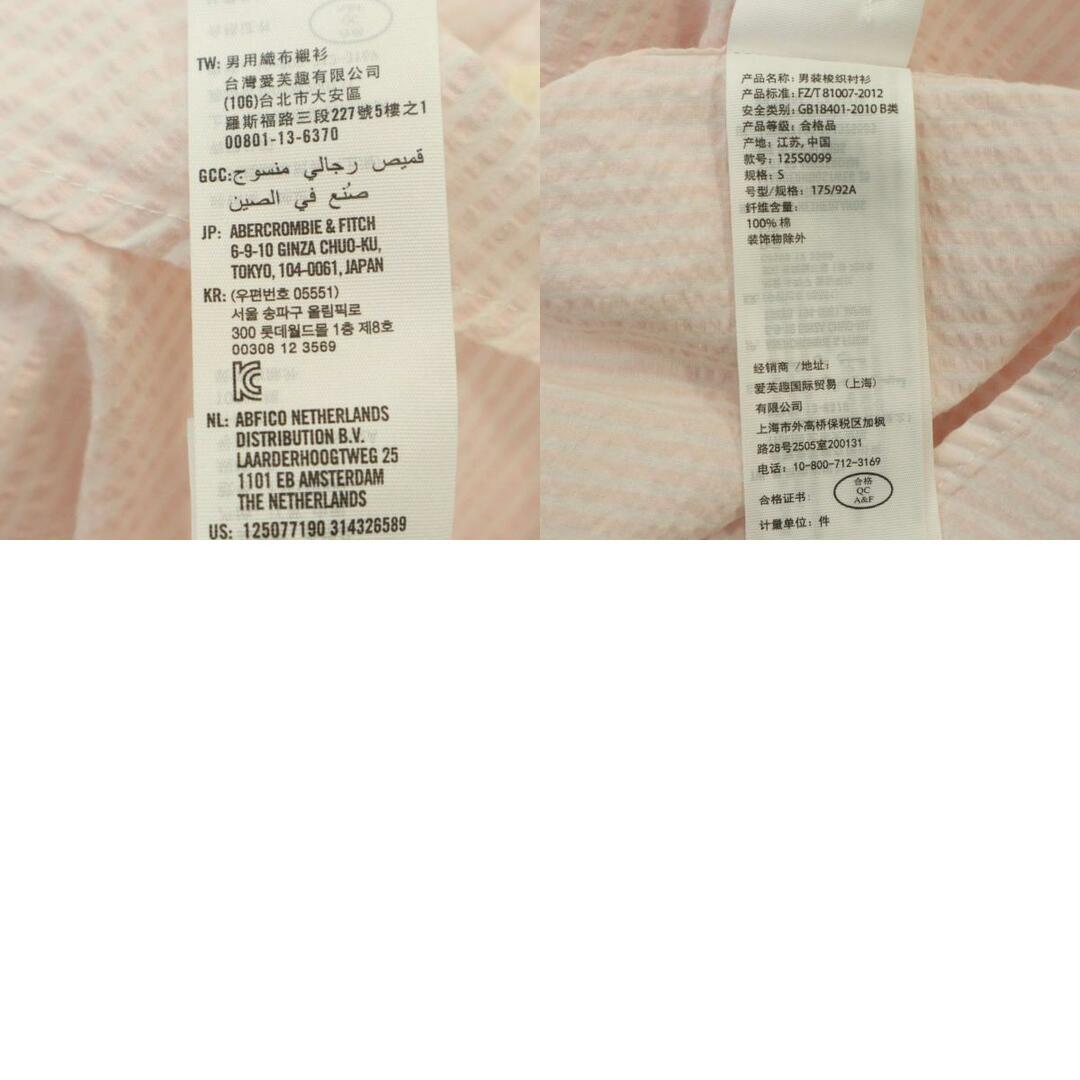 TW: 男用織布襯衫
台灣愛芙趣有限公司
(106)台北市大安區
羅斯福路三段227號5樓之1
00801-13-6370
GCC: قميص رجالي منسوج
صُنع في الصين
JP: ABERCROMBIE & FITCH
6-9-10 GINZA CHUO-KU,
TOKYO, 104-0061, JAPAN
KR: (우편번호 05551)
서울 송파구 올림픽로
300 롯데월드몰 1층 제8호
00308 12 3569
NL: ABFICO NETHERLANDS
DISTRIBUTION B.V.
LAARDERHOOGTWEG 25
1101 EB AMSTERDAM
THE NETHERLANDS
US: 125077190 314326589
产品名称: 男装梭织衬衫
产品标准: FZ/T 81007-2012
安全类别: GB18401-2010 B类
产品等级: 合格品
产地: 江苏, 中国
款号: 125S0099
规格: S
号型/规格: 175/92A
纤维含量:
100% 棉
装饰物除外
经销商 /地址:
爱芙趣国际贸易 (上海)
有限公司
上海市外高桥保税区加枫
路28号2505室200131
电话: 10-800-712-3169
合格证书:
合格
QC
A&F
计量单位: 件